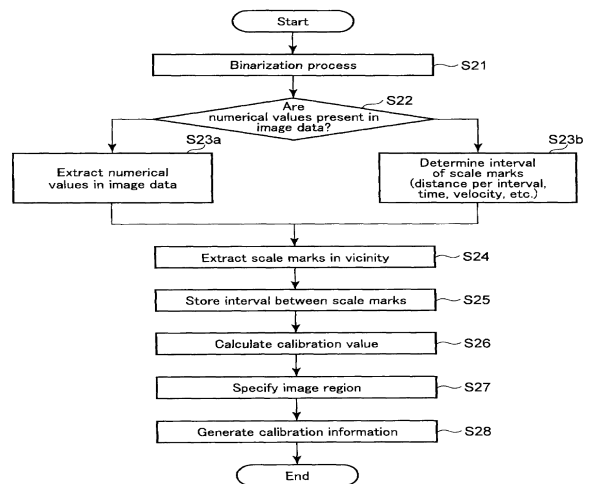 Start
Binarization process
S21
Are
numerical values present in
image data?
S22
S23a
Extract numerical
values in image data
S23b
Determine interval
of scale marks
(distance per interval,
time, velocity, etc.)
Extract scale marks in vicinity
S24
Store interval between scale marks
S25
Calculate calibration value
S26
Specify image region
S27
Generate calibration information
S28
End